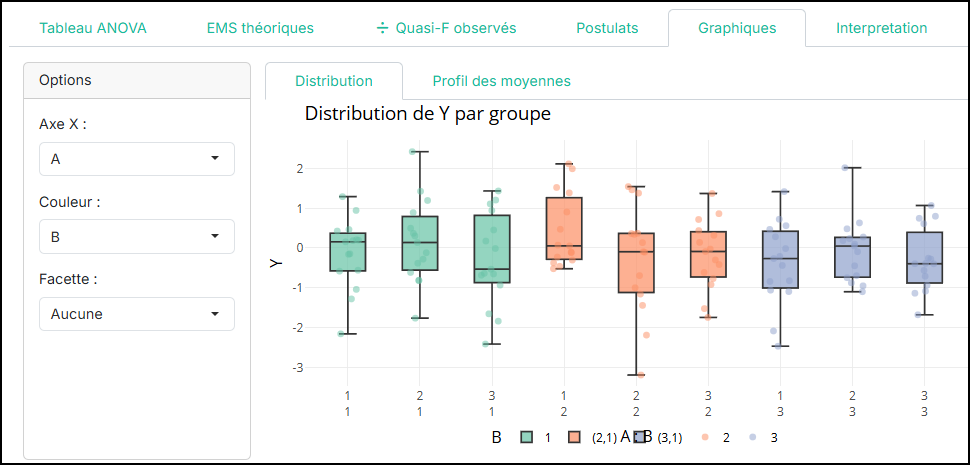 Tableau ANOVA EMS théoriques ÷ Quasi-F observés Postulats Graphiques Interpretation
Options
Axe X :
A
Couleur :
B
Facette :
Aucune
Distribution Profil des moyennes
Distribution de Y par groupe
Y
2
1
0
-1
-2
-3
1 2 3 1 2 3 1 2 3
1 1 1 2 2 2 3 3 3
A : B
B 1 (2,1) (3,1) 2 3